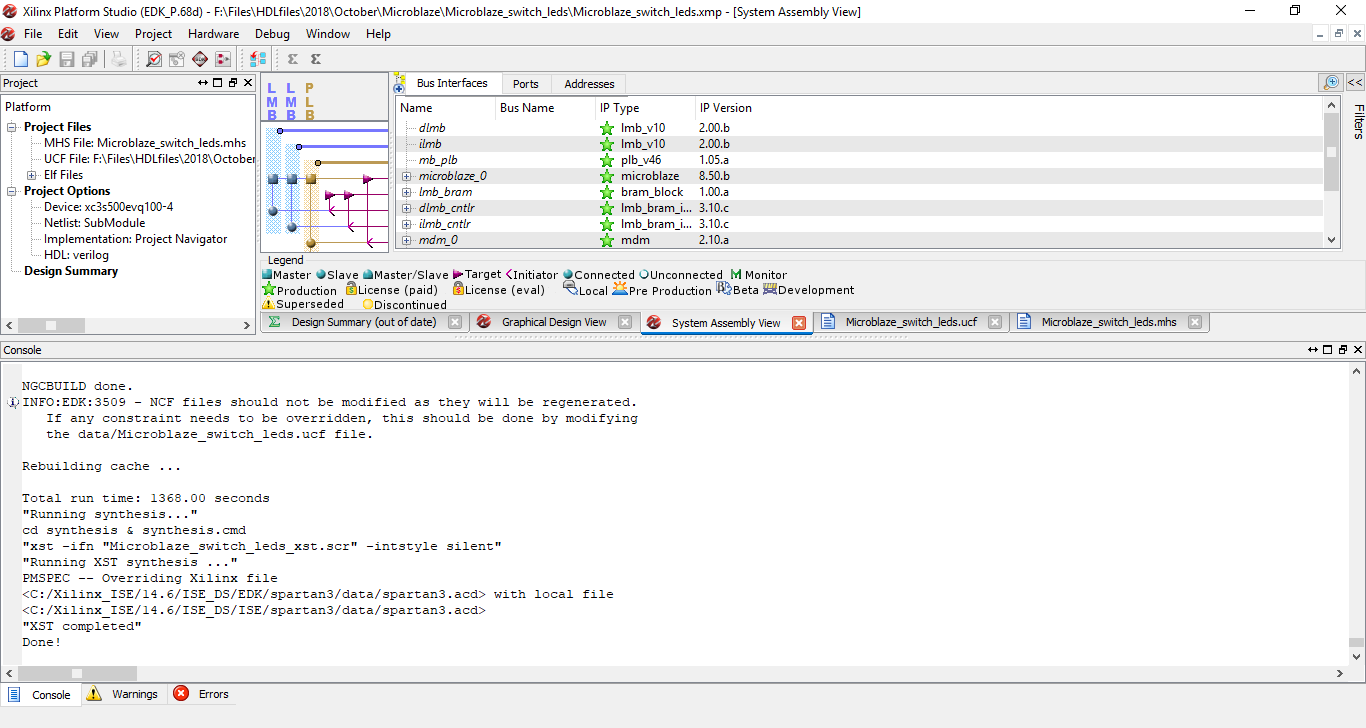 Xilinx Platform Studio (EDK_P.68d) - F:\Files\HDLfiles\2018\October\Microblaze\Microblaze_switch_leds\Microblaze_switch_leds.xmp - [System Assembly View]
File Edit View Project Hardware Debug Window Help
Project
Platform
Project Files
MHS File: Microblaze_switch_leds.mhs
UCF File: F:\Files\HDLfiles\2018\October
Elf Files
Project Options
Device: xc3s500evq100-4
Netlist: SubModule
Implementation: Project Navigator
HDL: verilog
Design Summary
L L P
M M L
B B B
Bus Interfaces Ports Addresses
<< Filters
Name Bus Name IP Type IP Version
dlmb lmb_v10 2.00.b
ilmb lmb_v10 2.00.b
mb_plb plb_v46 1.05.a
microblaze_0 microblaze 8.50.b
lmb_bram bram_block 1.00.a
dlmb_cntlr lmb_bram_i... 3.10.c
ilmb_cntlr lmb_bram_i... 3.10.c
mdm_0 mdm 2.10.a
Legend
Master Slave Master/Slave Target Initiator Connected Unconnected M Monitor
Production License (paid) License (eval) Local Pre Production Beta Development
Superseded Discontinued
Design Summary (out of date) Graphical Design View System Assembly View Microblaze_switch_leds.ucf Microblaze_switch_leds.mhs
Console
NGCBUILD done.
INFO:EDK:3509 - NCF files should not be modified as they will be regenerated.
If any constraint needs to be overridden, this should be done by modifying
the data/Microblaze_switch_leds.ucf file.
Rebuilding cache ...
Total run time: 1368.00 seconds
"Running synthesis..."
cd synthesis & synthesis.cmd
"xst -ifn "Microblaze_switch_leds_xst.scr" -intstyle silent"
"Running XST synthesis ..."
PMSPEC -- Overriding Xilinx file
<C:/Xilinx_ISE/14.6/ISE_DS/EDK/spartan3/data/spartan3.acd> with local file
<C:/Xilinx_ISE/14.6/ISE_DS/ISE/spartan3/data/spartan3.acd>
"XST completed"
Done!
Console Warnings Errors